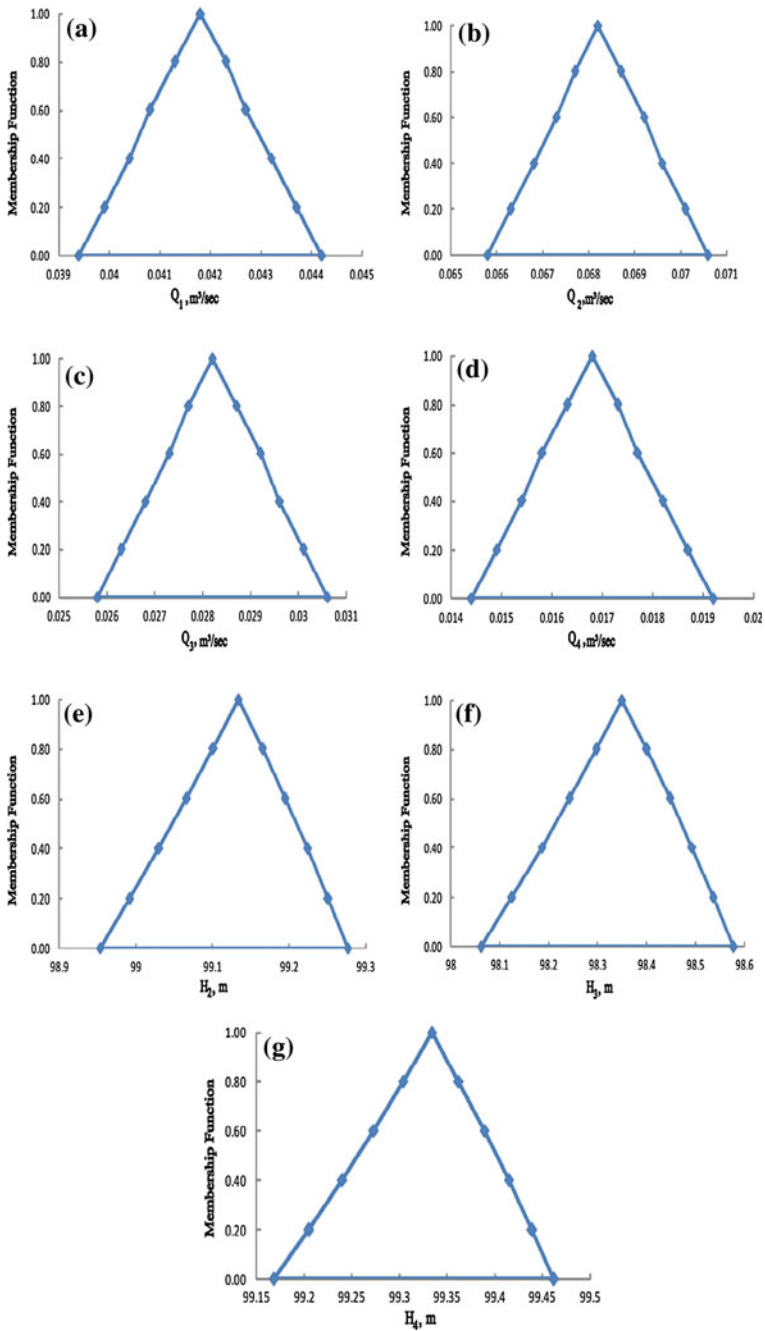 (a)
Membership Function
1.00
0.80
0.60
0.40
0.20
0.00
0.039 0.04 0.041 0.042 0.043 0.044 0.045
Q1, m³/sec
(b)
Membership Function
1.00
0.80
0.60
0.40
0.20
0.00
0.065 0.066 0.067 0.068 0.069 0.07 0.071
Q2,m³/sec
(c)
Membership Function
1.00
0.80
0.60
0.40
0.20
0.00
0.025 0.026 0.027 0.028 0.029 0.03 0.031
Q3, m³/sec
(d)
Membership Function
1.00
0.80
0.60
0.40
0.20
0.00
0.014 0.015 0.016 0.017 0.018 0.019 0.02
Q4, m³/sec
(e)
Membership Function
1.00
0.80
0.60
0.40
0.20
0.00
98.9 99 99.1 99.2 99.3
H2, m
(f)
Membership Function
1.00
0.80
0.60
0.40
0.20
0.00
98 98.1 98.2 98.3 98.4 98.5 98.6
H3, m
(g)
Membership Function
1.00
0.80
0.60
0.40
0.20
0.00
99.15 99.2 99.25 99.3 99.35 99.4 99.45 99.5
H4, m